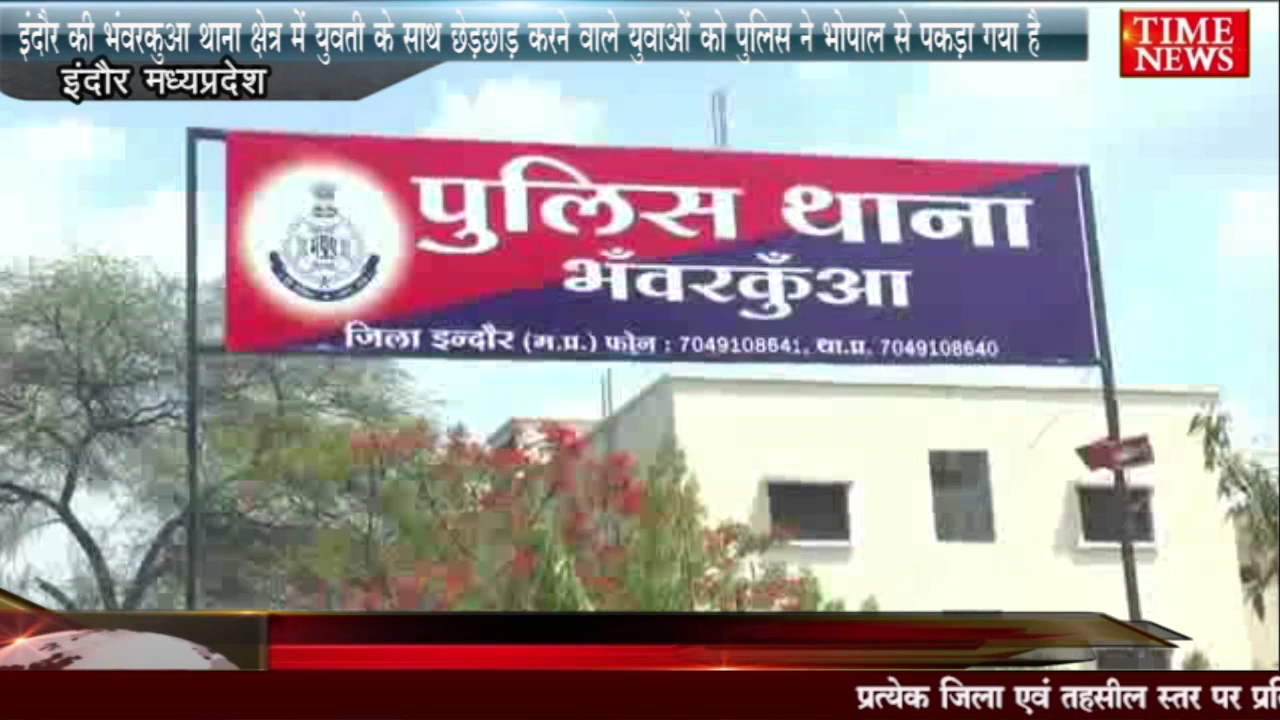 इंदौर की भंवरकुआ थाना क्षेत्र में युवती के साथ छेड़छाड़ करने वाले युवाओं को पुलिस ने भोपाल से पकड़ा गया है
TIME
NEWS
इंदौर मध्यप्रदेश
पुलिस थाना
भँवरकुँआ
जिला इन्दौर (म.प्र.) फोन : 7049108641, था.प्र. 7049108640
प्रत्येक जिला एवं तहसील स्तर पर